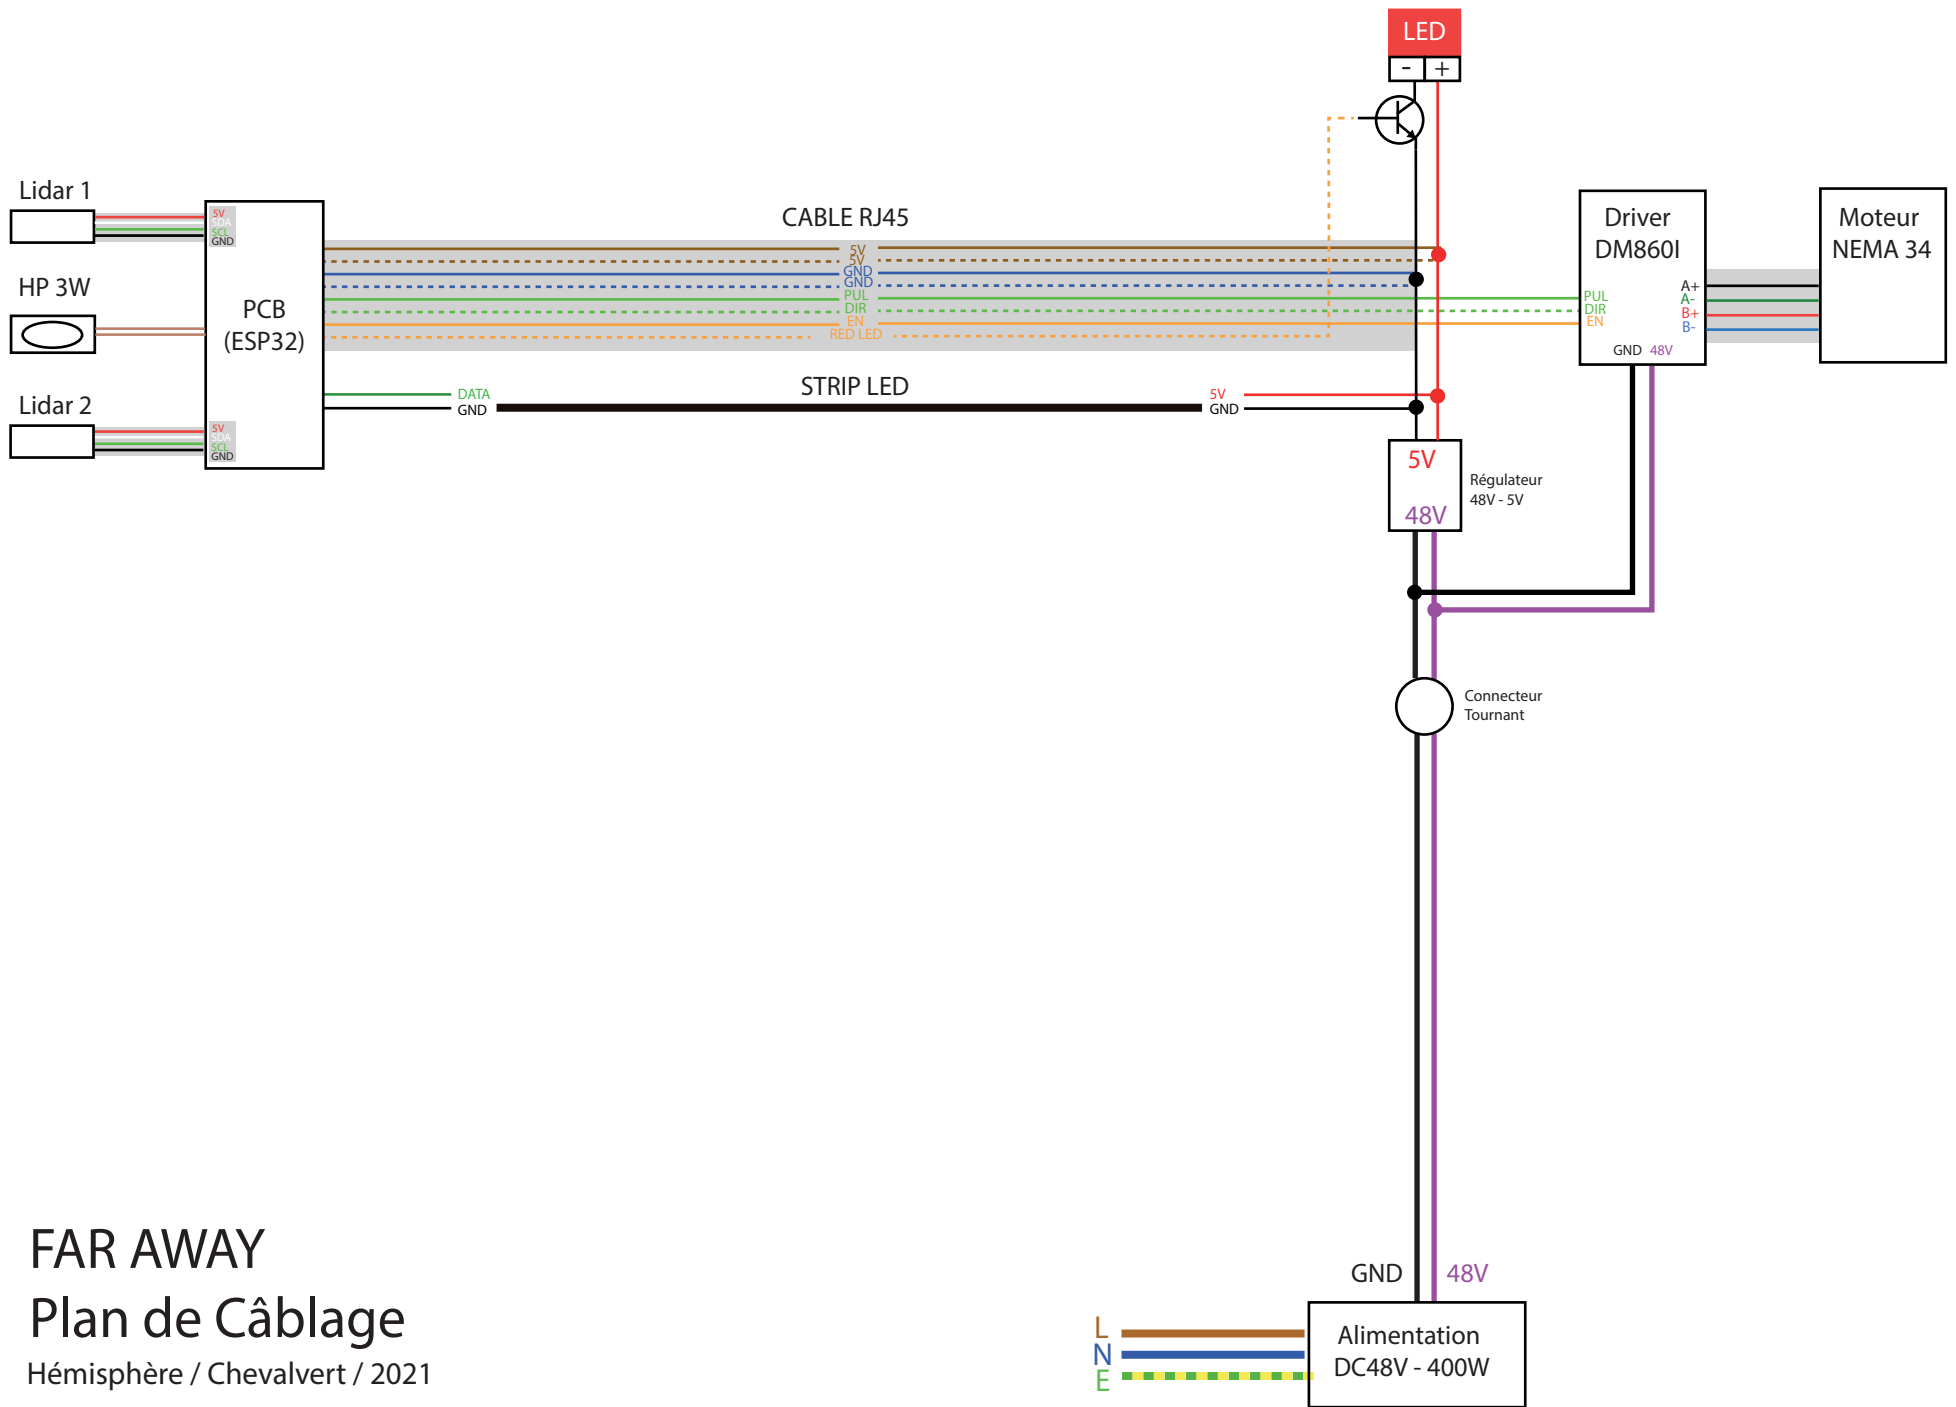 LED
- +
Lidar 1
5V
SDA
SCL
GND
HP 3W
PCB
(ESP32)
Lidar 2
5V
SDA
SCL
GND
CABLE RJ45
5V
5V
GND
GND
PUL
DIR
EN
RED LED
STRIP LED
DATA
GND
5V
GND
Driver
DM860I
PUL
DIR
EN
A+
A-
B+
B-
GND 48V
Moteur
NEMA 34
5V
48V
Régulateur
48V - 5V
Connecteur
Tournant
GND 48V
L
N
E
Alimentation
DC48V - 400W
FAR AWAY
Plan de Câblage
Hémisphère / Chevalvert / 2021